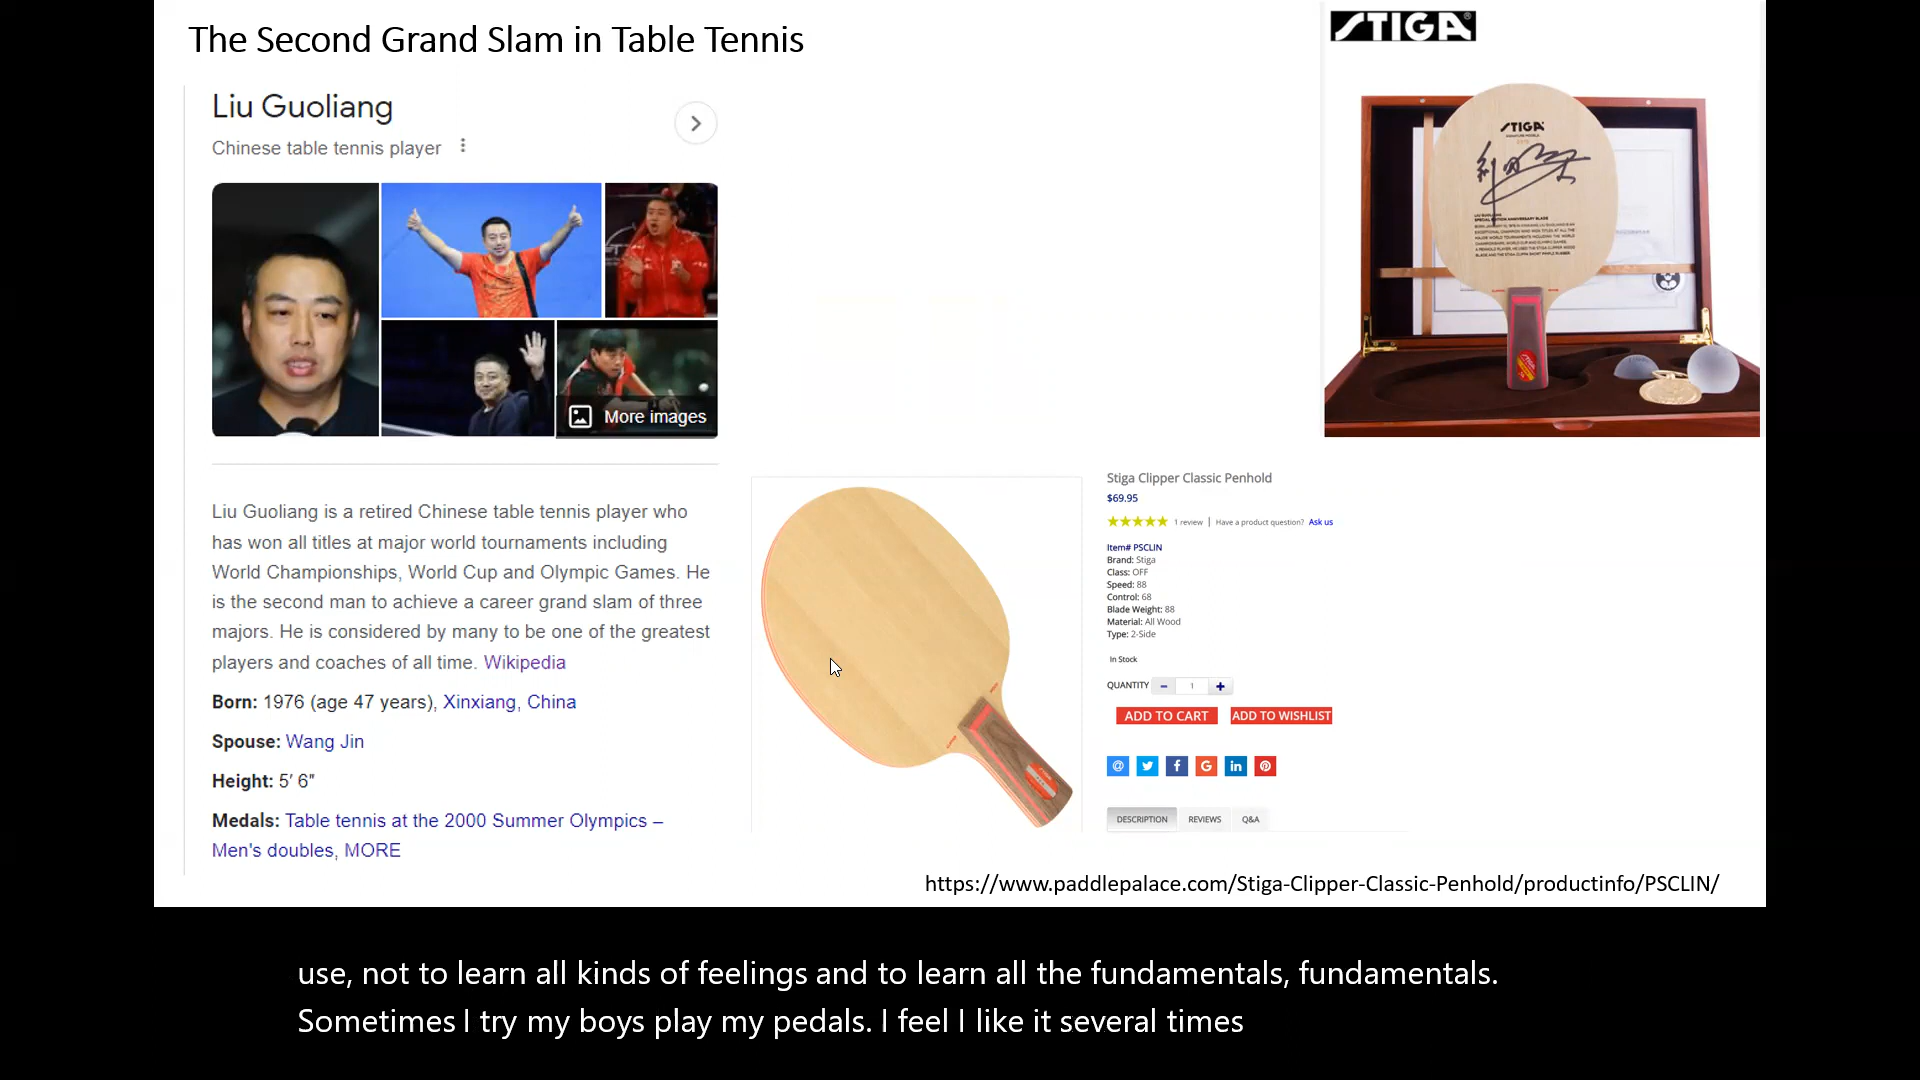 The Second Grand Slam in Table Tennis
STIGA®
Liu Guoliang
Chinese table tennis player
More images
Liu Guoliang is a retired Chinese table tennis player who
has won all titles at major world tournaments including
World Championships, World Cup and Olympic Games. He
is the second man to achieve a career grand slam of three
majors. He is considered by many to be one of the greatest
players and coaches of all time. Wikipedia
Born: 1976 (age 47 years), Xinxiang, China
Spouse: Wang Jin
Height: 5′ 6″
Medals: Table tennis at the 2000 Summer Olympics –
Men's doubles, MORE
STIGA
Stiga Clipper Classic Penhold
$69.95
1 review | Have a product question? Ask us
Item# PSCLIN
Brand: Stiga
Class: OFF
Speed: 88
Control: 68
Blade Weight: 88
Material: All Wood
Type: 2-Side
In Stock
QUANTITY − 1 +
ADD TO CART ADD TO WISHLIST
DESCRIPTION REVIEWS Q&A
https://www.paddlepalace.com/Stiga-Clipper-Classic-Penhold/productinfo/PSCLIN/
use, not to learn all kinds of feelings and to learn all the fundamentals, fundamentals.
Sometimes I try my boys play my pedals. I feel I like it several times